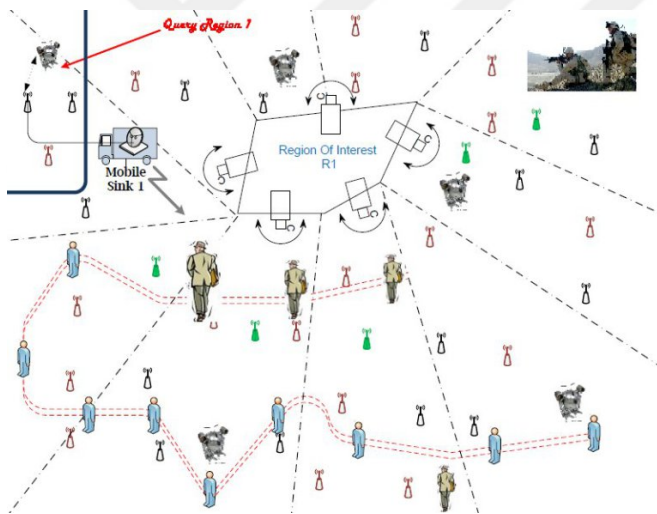 Query Region 1
Region Of Interest
R1
Mobile
Sink 1